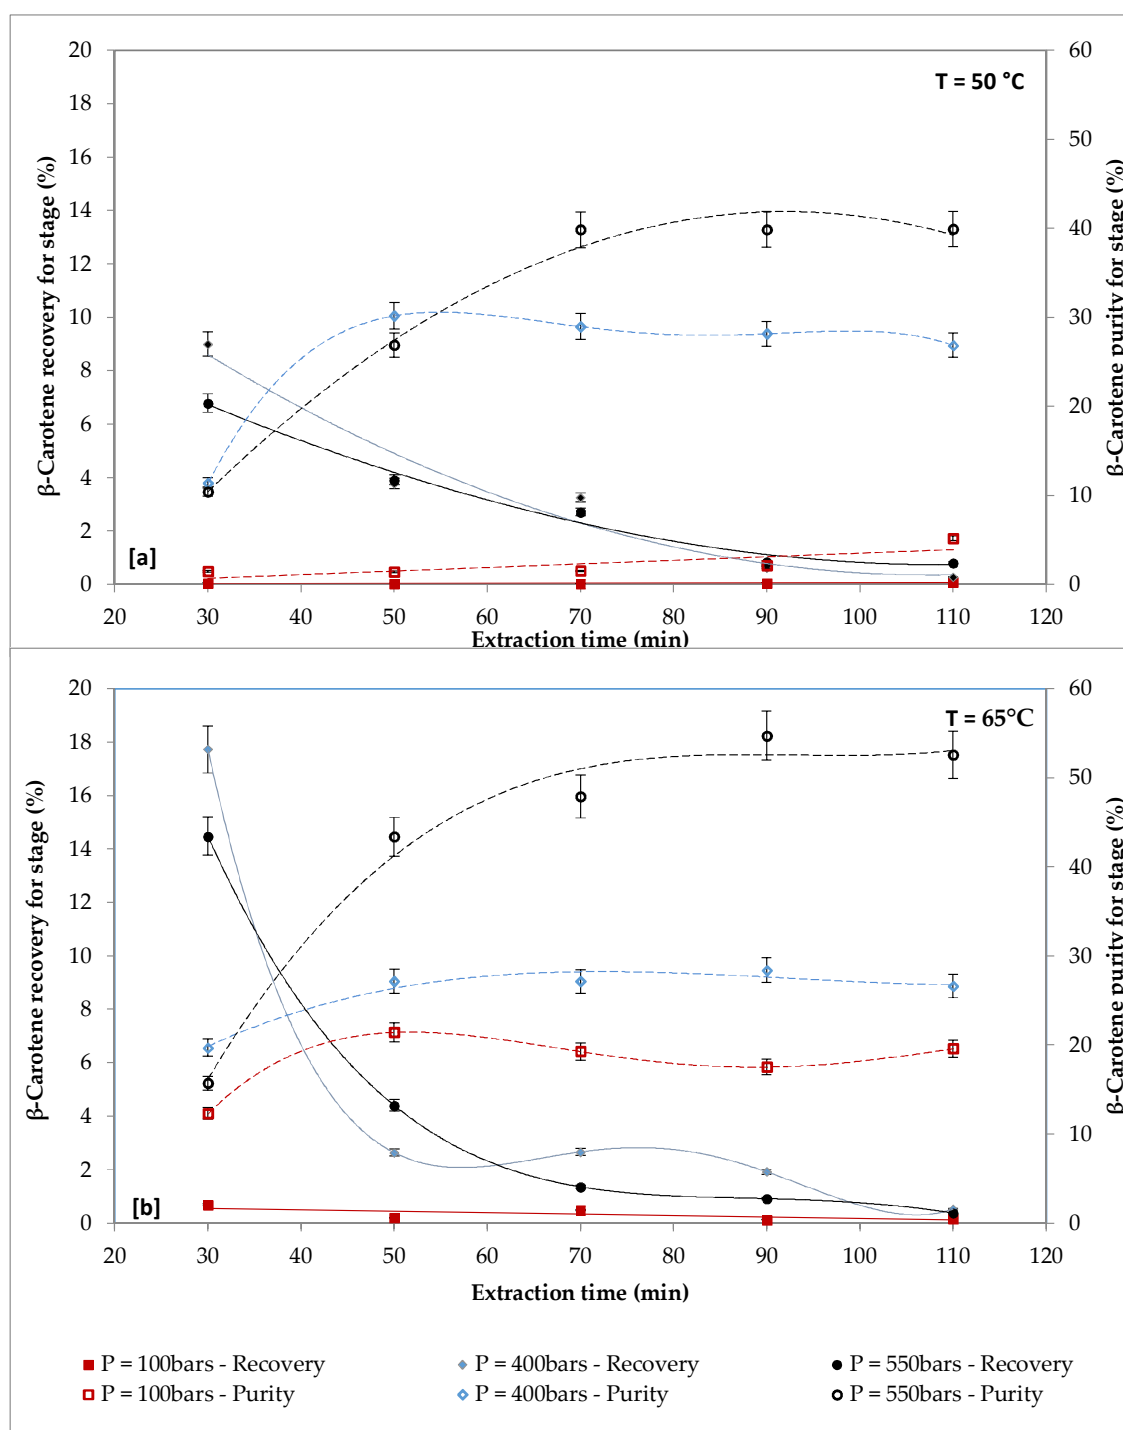 T = 50 °C
β-Carotene recovery for stage (%)
20
18
16
14
12
10
8
6
4
2
0
60
50
40
30
20
10
0
β-Carotene purity for stage (%)
[a]
20 30 40 50 60 70 80 90 100 110 120
Extraction time (min)
T = 65°C
β-Carotene recovery for stage (%)
20
18
16
14
12
10
8
6
4
2
0
60
50
40
30
20
10
0
β-Carotene purity for stage (%)
[b]
20 30 40 50 60 70 80 90 100 110 120
Extraction time (min)
P = 100bars - Recovery P = 400bars - Recovery P = 550bars - Recovery
P = 100bars - Purity P = 400bars - Purity P = 550bars - Purity